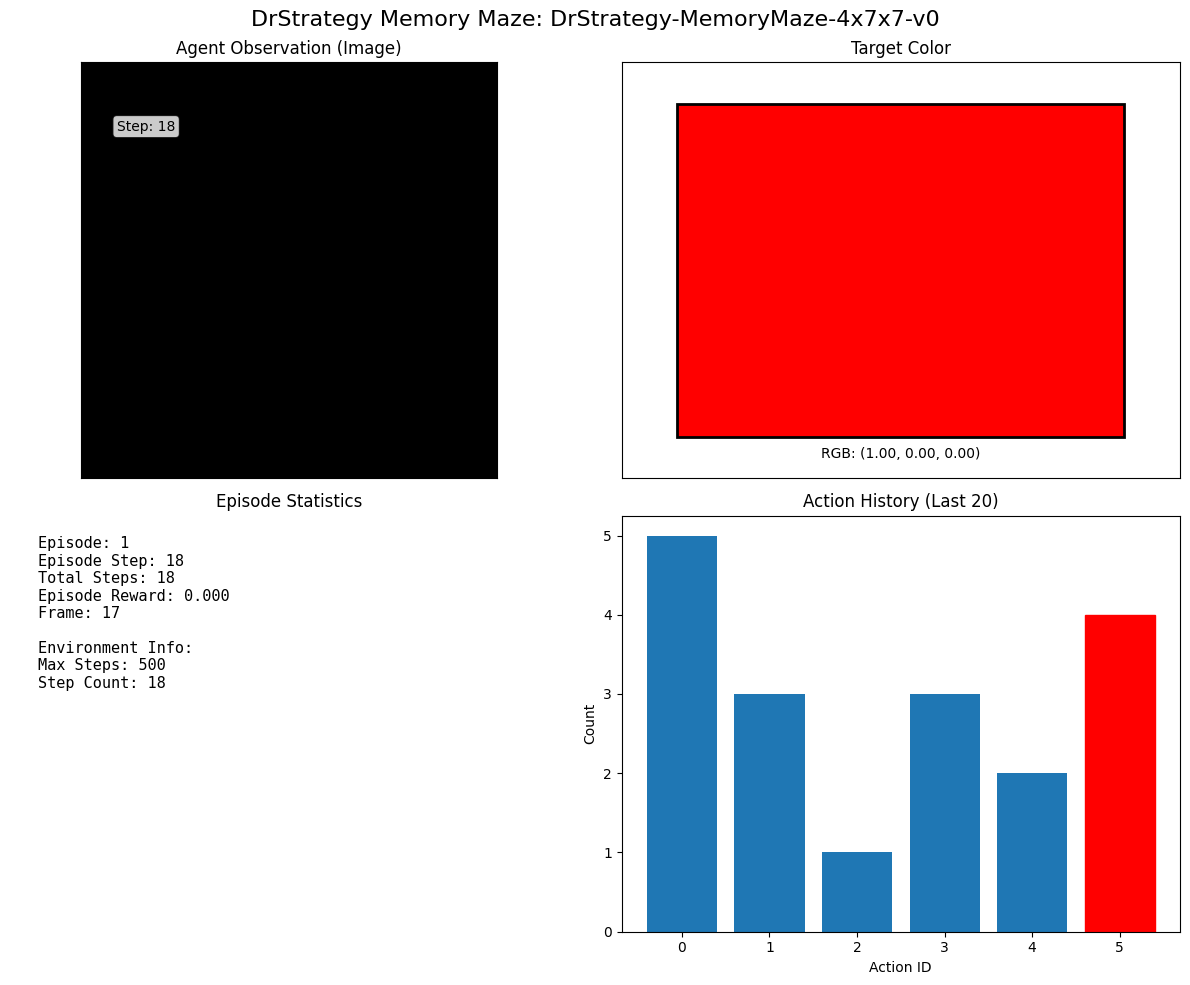 DrStrategy Memory Maze: DrStrategy-MemoryMaze-4x7x7-v0
Agent Observation (Image)
Step: 18
Target Color
RGB: (1.00, 0.00, 0.00)
Episode Statistics
Episode: 1
Episode Step: 18
Total Steps: 18
Episode Reward: 0.000
Frame: 17
Environment Info:
Max Steps: 500
Step Count: 18
Action History (Last 20)
Count
5
4
3
2
1
0
0 1 2 3 4 5
Action ID